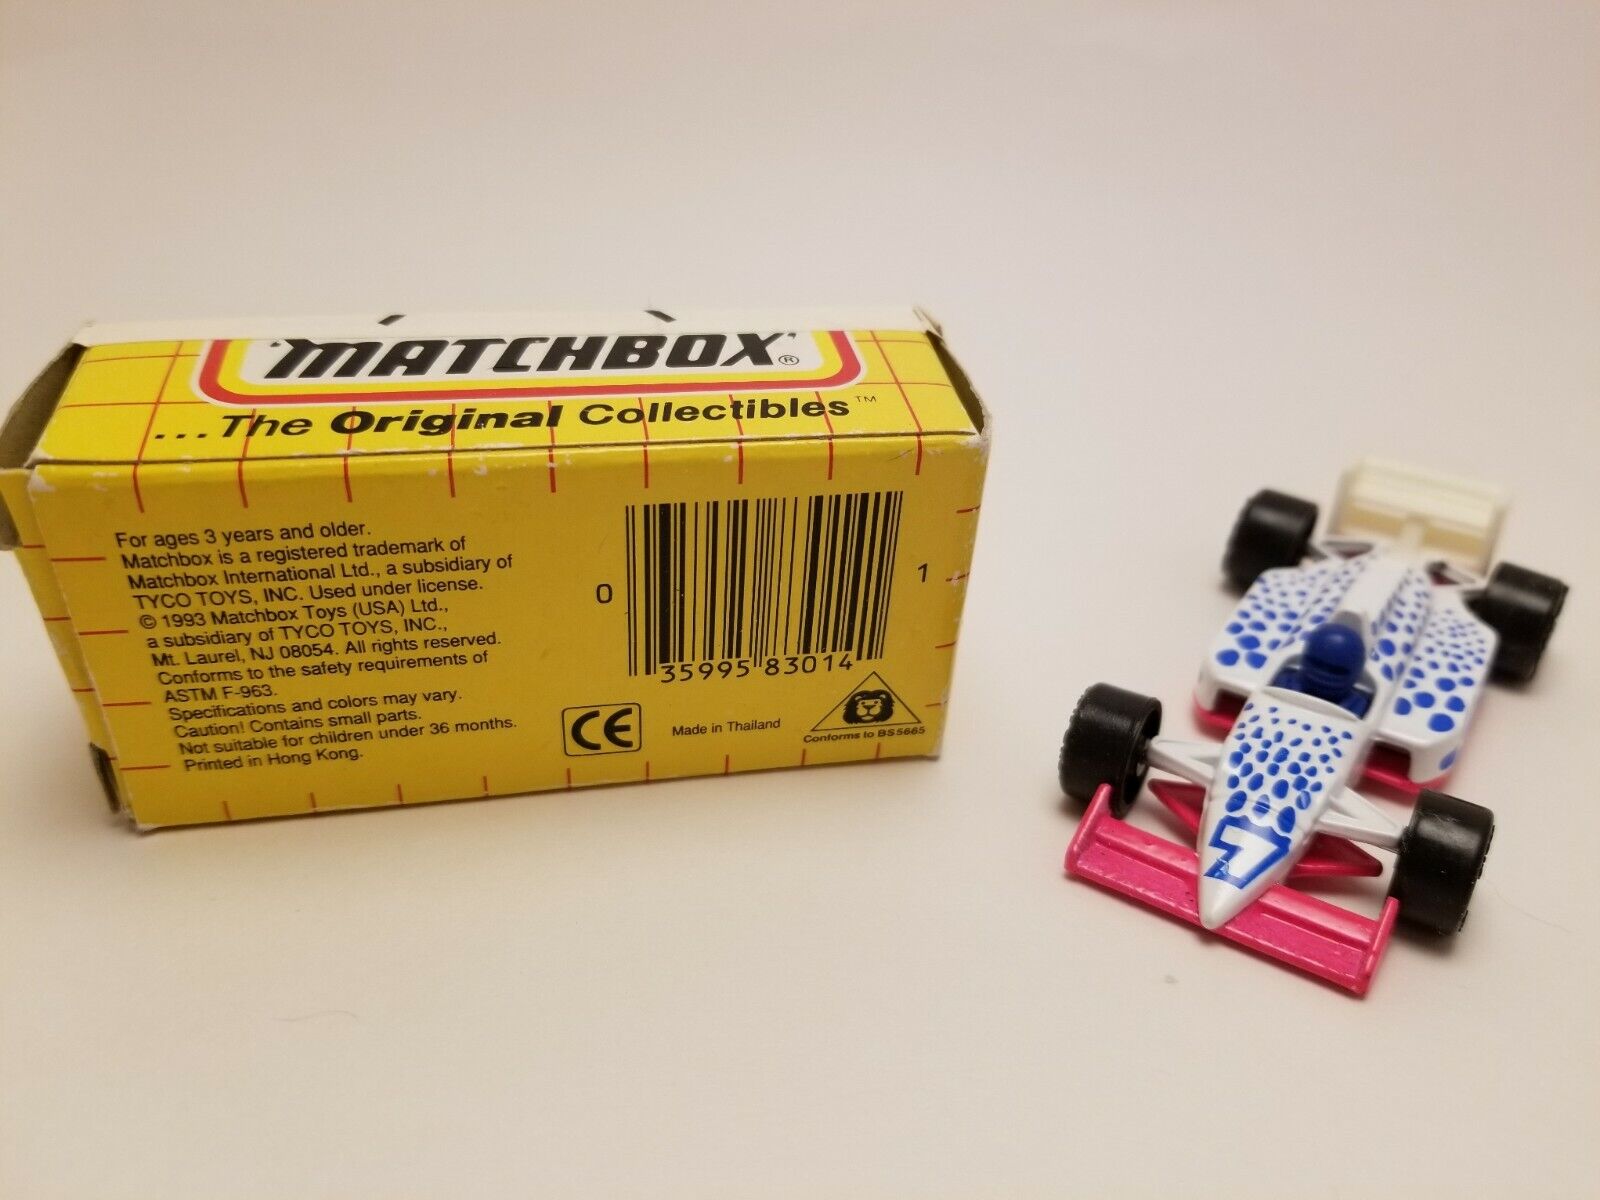 'MATCHBOX'®
...The Original Collectibles™
For ages 3 years and older.
Matchbox is a registered trademark of
Matchbox International Ltd., a subsidiary of
TYCO TOYS, INC. Used under license.
© 1993 Matchbox Toys (USA) Ltd.,
a subsidiary of TYCO TOYS, INC.,
Mt. Laurel, NJ 08054. All rights reserved.
Conforms to the safety requirements of
ASTM F-963.
Specifications and colors may vary.
Caution! Contains small parts.
Not suitable for children under 36 months.
Printed in Hong Kong.
0 35995 83014 1
CE
Made in Thailand
Conforms to BS5665
7